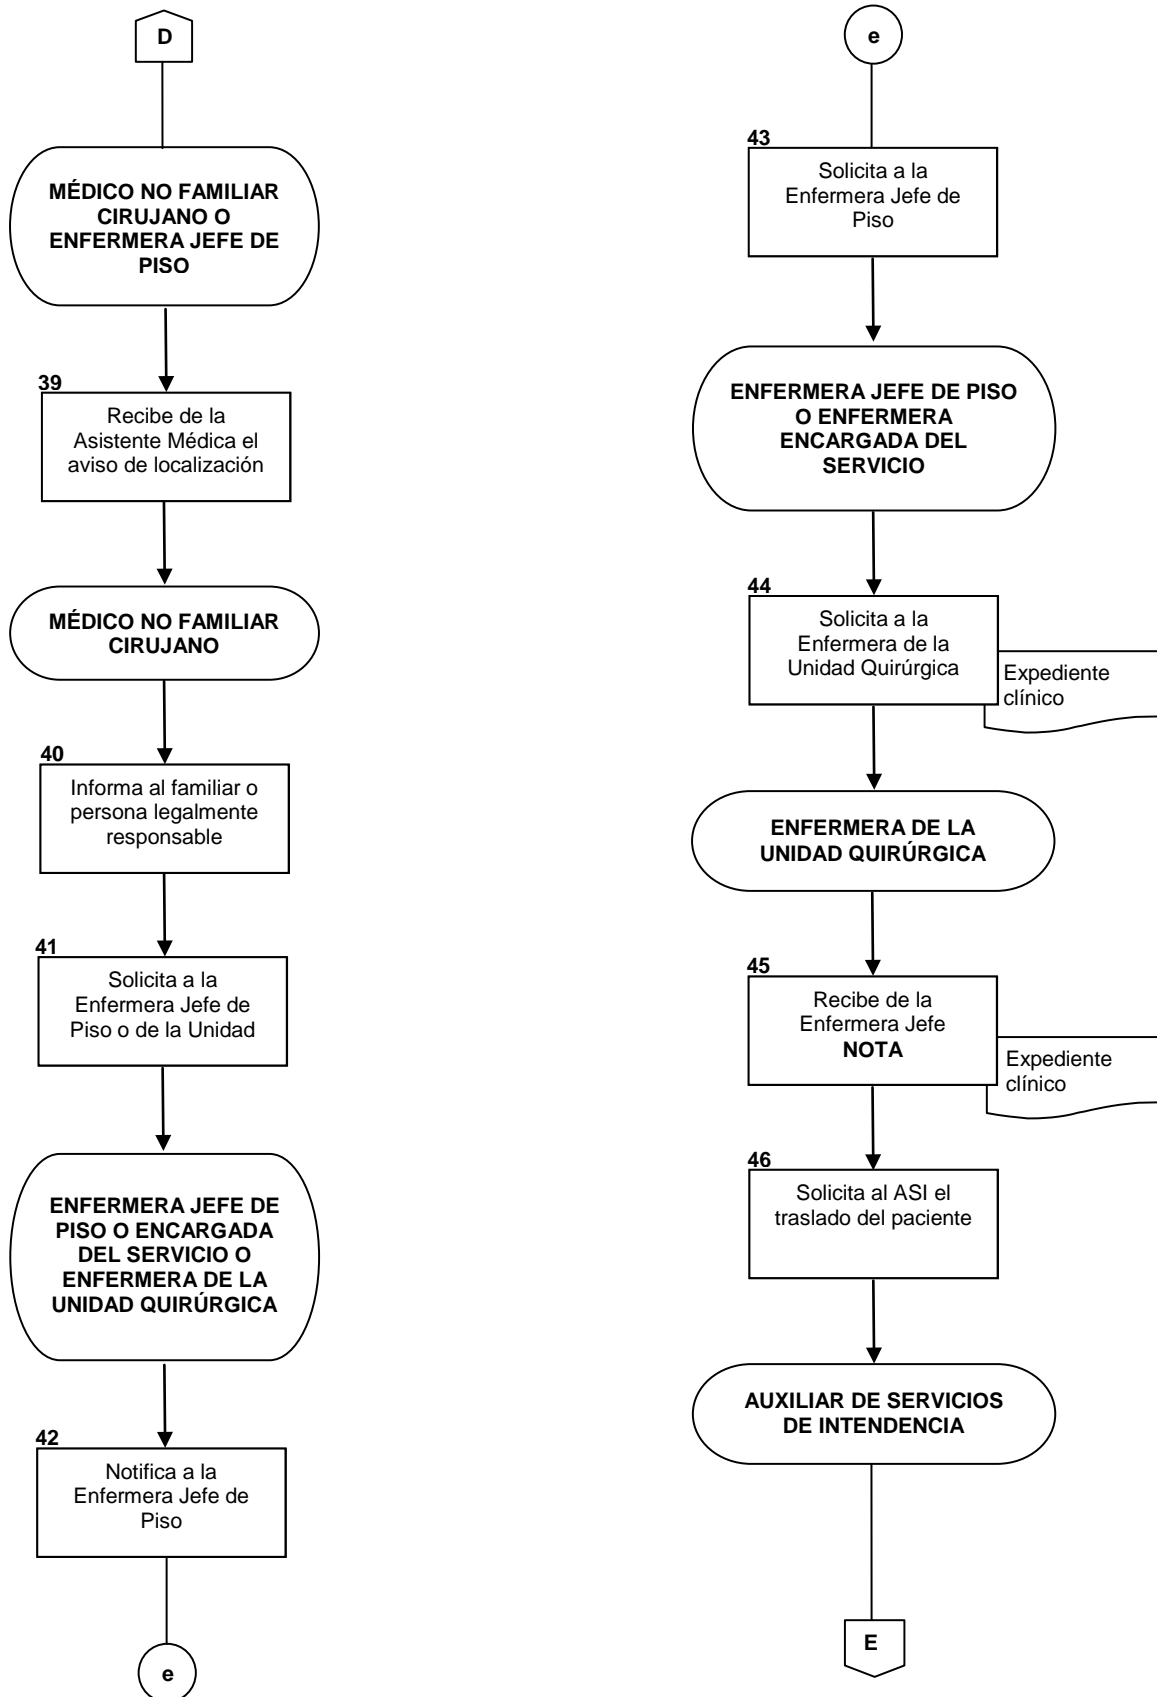 D
MÉDICO NO FAMILIAR
CIRUJANO O
ENFERMERA JEFE DE
PISO
39
Recibe de la
Asistente Médica el
aviso de localización
MÉDICO NO FAMILIAR
CIRUJANO
40
Informa al familiar o
persona legalmente
responsable
41
Solicita a la
Enfermera Jefe de
Piso o de la Unidad
ENFERMERA JEFE DE
PISO O ENCARGADA
DEL SERVICIO O
ENFERMERA DE LA
UNIDAD QUIRÚRGICA
42
Notifica a la
Enfermera Jefe de
Piso
e
e
43
Solicita a la
Enfermera Jefe de
Piso
ENFERMERA JEFE DE PISO
O ENFERMERA
ENCARGADA DEL
SERVICIO
44
Solicita a la
Enfermera de la
Unidad Quirúrgica
Expediente
clínico
ENFERMERA DE LA
UNIDAD QUIRÚRGICA
45
Recibe de la
Enfermera Jefe
NOTA
Expediente
clínico
46
Solicita al ASI el
traslado del paciente
AUXILIAR DE SERVICIOS
DE INTENDENCIA
E